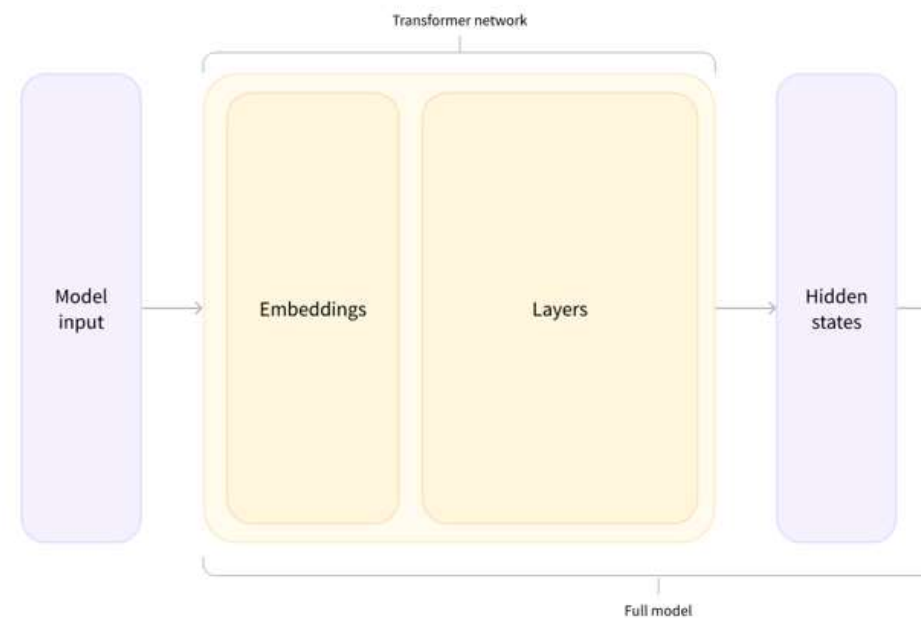 Transformer network
Model
input
Embeddings
Layers
Hidden
states
Full model